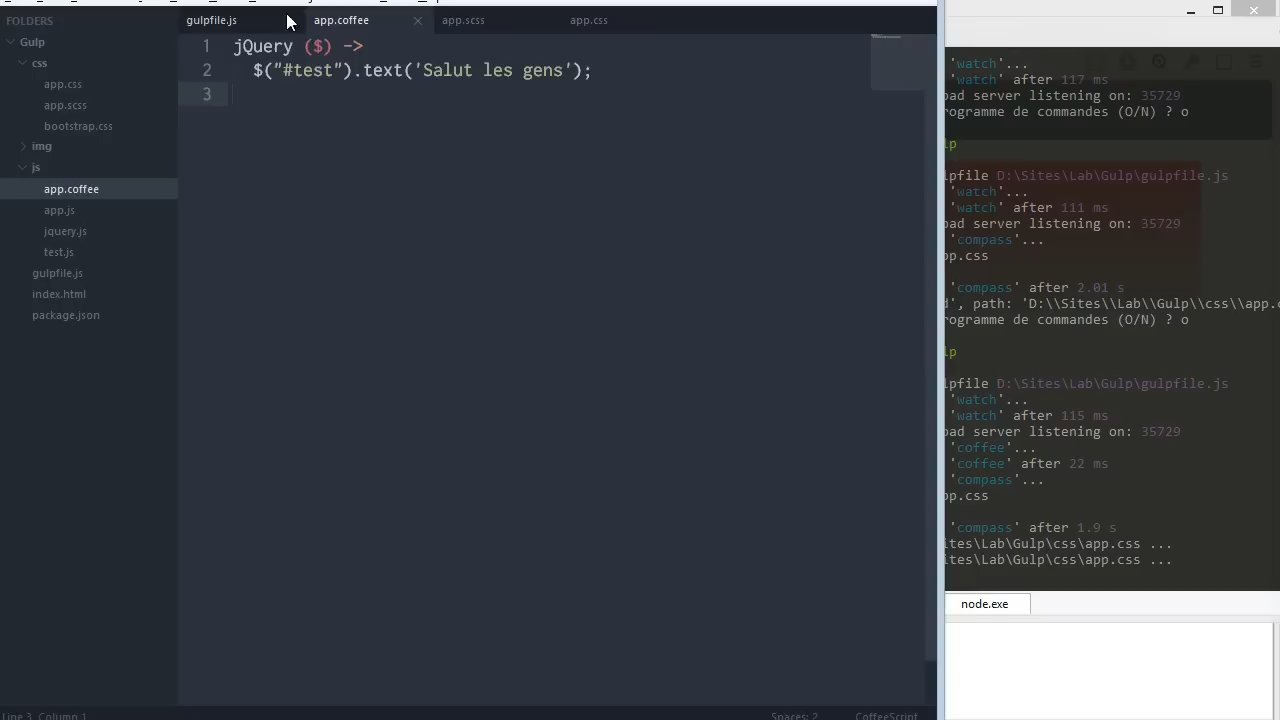 gulpfile.js
app.coffee
app.scss
app.css
FOLDERS
Gulp
css
app.css
app.scss
bootstrap.css
img
js
app.coffee
app.js
jquery.js
test.js
gulpfile.js
index.html
package.json
1 jQuery ($) ->
2 $("#test").text('Salut les gens');
3
Line 3, Column 1
Spaces: 2
CoffeeScript
'watch'...
'watch' after 117 ms
oad server listening on: 35729
rogramme de commandes (O/N) ? o
lp
lpfile D:\Sites\Lab\Gulp\gulpfile.js
'watch'...
'watch' after 111 ms
oad server listening on: 35729
'compass'...
pp.css
'compass' after 2.01 s
d', path: 'D:\\Sites\\Lab\\Gulp\\css\\app.c
rogramme de commandes (O/N) ? o
lp
lpfile D:\Sites\Lab\Gulp\gulpfile.js
'watch'...
'watch' after 115 ms
oad server listening on: 35729
'coffee'...
'coffee' after 22 ms
'compass'...
pp.css
'compass' after 1.9 s
ites\Lab\Gulp\css\app.css ...
ites\Lab\Gulp\css\app.css ...
node.exe